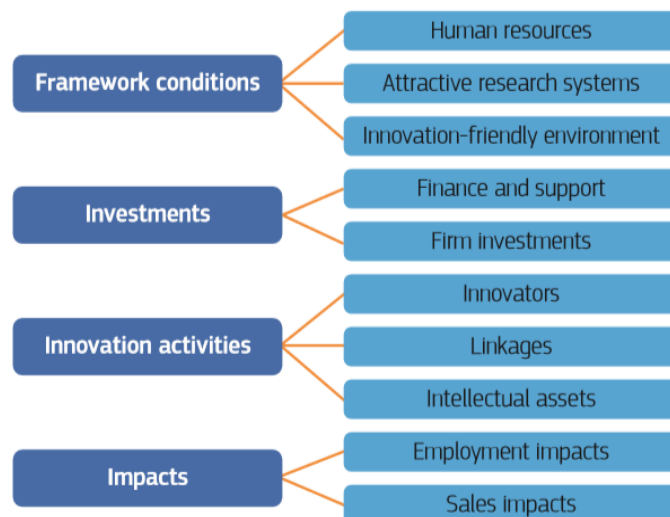 Framework conditions
Human resources
Attractive research systems
Innovation-friendly environment
Investments
Finance and support
Firm investments
Innovation activities
Innovators
Linkages
Intellectual assets
Impacts
Employment impacts
Sales impacts